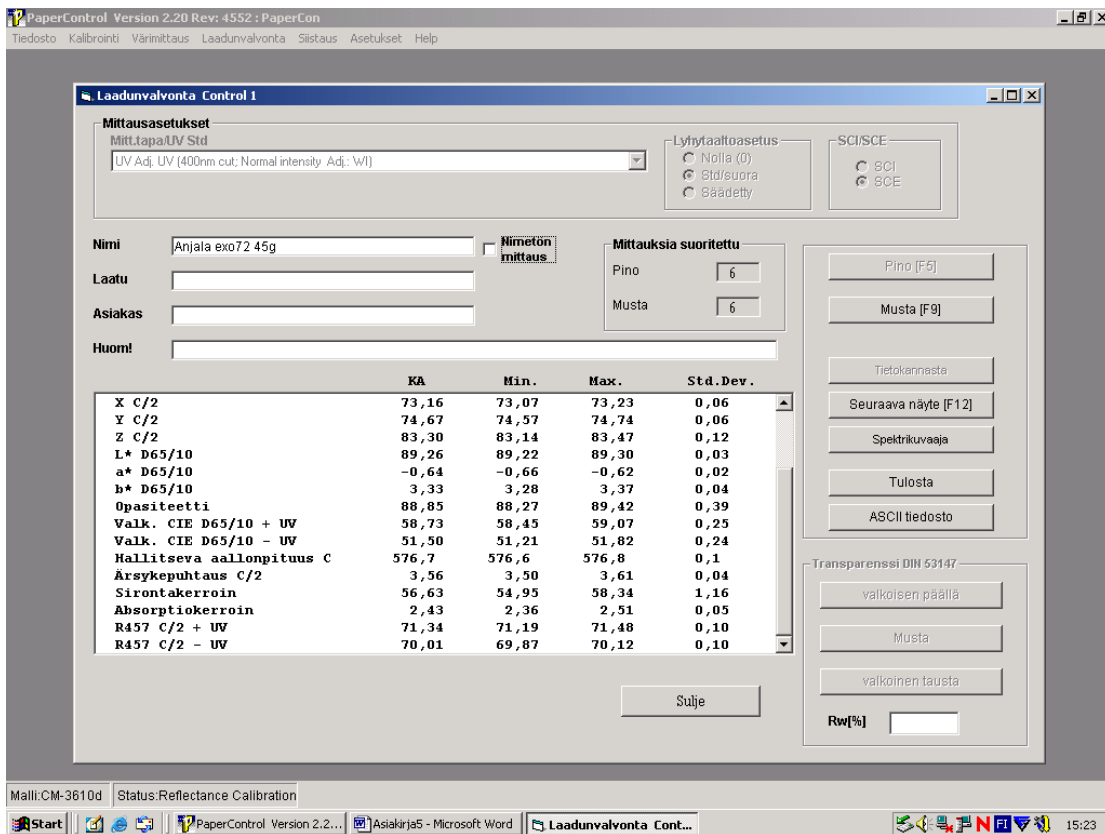 PaperControl Version 2.20 Rev: 4552 : PaperCon
Tiedosto Kalibrointi Värimittaus Laadunvalvonta Siistaus Asetukset Help
Laadunvalvonta Control 1
Mittausasetukset
Mitt.tapa/UV Std
UV Adj. UV (400nm cut; Normal intensity Adj.: WI)
Lyhytaaltoasetus
Nolla (0)
Std/suora
Säädetty
SCI/SCE
SCI
SCE
Nimi Anjala exo72 45g
Nimetön
mittaus
Laatu
Asiakas
Huom!
Mittauksia suoritettu
Pino 6
Musta 6
Pino [F5]
Musta [F9]
Tietokannasta
Seuraava näyte [F12]
Spektrikuvaaja
Tulosta
ASCII tiedosto
KA Min. Max. Std.Dev.
X C/2 73,16 73,07 73,23 0,06
Y C/2 74,67 74,57 74,74 0,06
Z C/2 83,30 83,14 83,47 0,12
L* D65/10 89,26 89,22 89,30 0,03
a* D65/10 -0,64 -0,66 -0,62 0,02
b* D65/10 3,33 3,28 3,37 0,04
Opasiteetti 88,85 88,27 89,42 0,39
Valk. CIE D65/10 + UV 58,73 58,45 59,07 0,25
Valk. CIE D65/10 - UV 51,50 51,21 51,82 0,24
Hallitseva aallonpituus C 576,7 576,6 576,8 0,1
Ärsykepuhtaus C/2 3,56 3,50 3,61 0,04
Sirontakerroin 56,63 54,95 58,34 1,16
Absorptiokerroin 2,43 2,36 2,51 0,05
R457 C/2 + UV 71,34 71,19 71,48 0,10
R457 C/2 - UV 70,01 69,87 70,12 0,10
Transparenssi DIN 53147
valkoisen päällä
Musta
valkoinen tausta
Rw[%]
Sulje
Malli:CM-3610d Status:Reflectance Calibration
Start PaperControl Version 2.2... Asiakirja5 - Microsoft Word Laadunvalvonta Cont... N FI 15:23